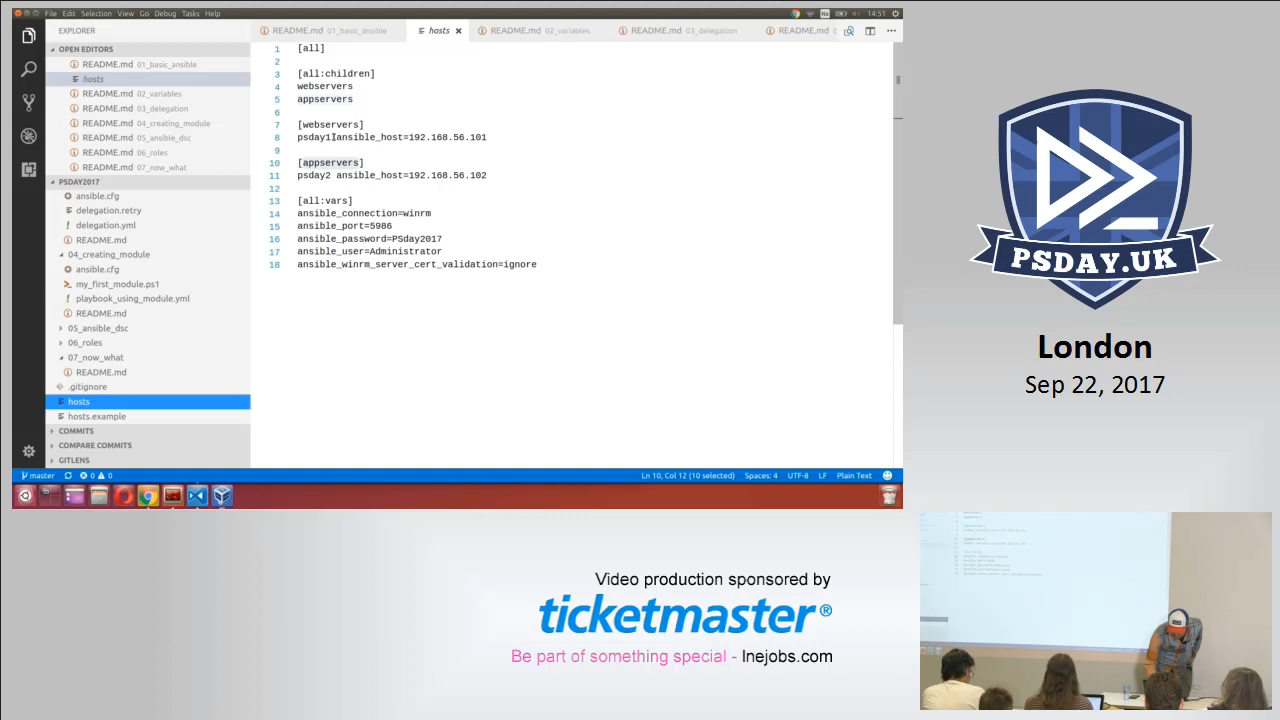 File Edit Selection View Go Debug Tasks Help
No
14:51
EXPLORER
README.md 01_basic_ansible
hosts
README.md 02_variables
README.md 03_delegation
README.md
OPEN EDITORS
README.md 01_basic_ansible
hosts
README.md 02_variables
README.md 03_delegation
README.md 04_creating_module
README.md 05_ansible_dsc
README.md 06_roles
README.md 07_now_what
PSDAY2017
ansible.cfg
delegation.retry
delegation.yml
README.md
04_creating_module
ansible.cfg
my_first_module.ps1
playbook_using_module.yml
README.md
05_ansible_dsc
06_roles
07_now_what
README.md
.gitignore
hosts
hosts.example
COMMITS
COMPARE COMMITS
GITLENS
1 [all]
2
3 [all:children]
4 webservers
5 appservers
6
7 [webservers]
8 psday1 ansible_host=192.168.56.101
9
10 [appservers]
11 psday2 ansible_host=192.168.56.102
12
13 [all:vars]
14 ansible_connection=winrm
15 ansible_port=5986
16 ansible_password=PSday2017
17 ansible_user=Administrator
18 ansible_winrm_server_cert_validation=ignore
master 0 0
Ln 10, Col 12 (10 selected) Spaces: 4 UTF-8 LF Plain Text
PSDAY.UK
London
Sep 22, 2017
Video production sponsored by
ticketmaster®
Be part of something special - lnejobs.com